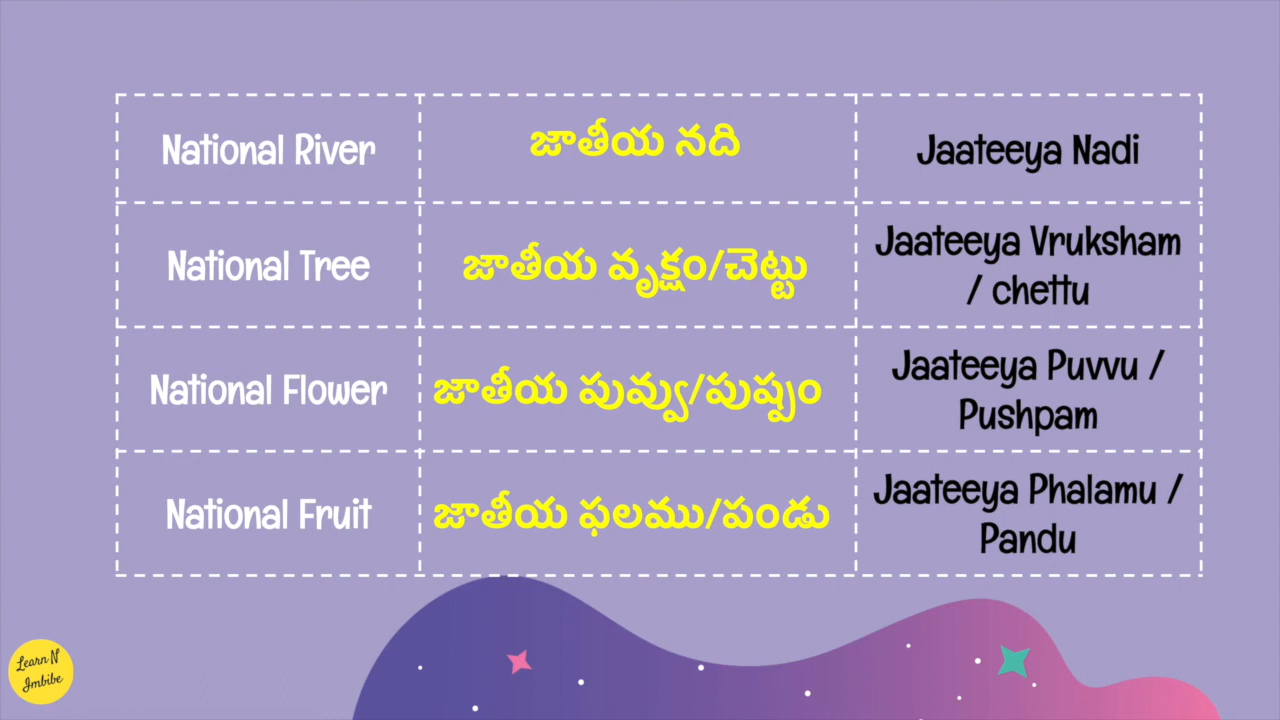 National River
జాతీయ నది
Jaateeya Nadi
National Tree
జాతీయ వృక్షం/చెట్టు
Jaateeya Vruksham
/ chettu
National Flower
జాతీయ పువ్వు/పుష్పం
Jaateeya Puvvu /
Pushpam
National Fruit
జాతీయ ఫలము/పండు
Jaateeya Phalamu /
Pandu
Learn N
Imbibe